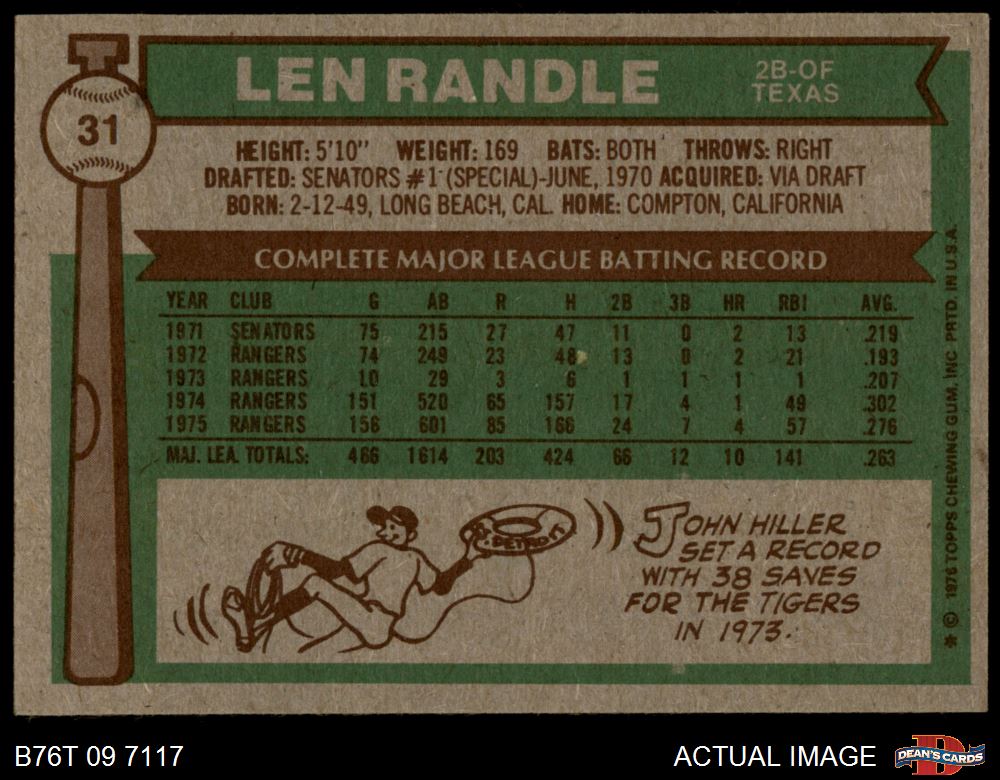 31
LEN RANDLE
2B-OF
TEXAS
HEIGHT: 5'10" WEIGHT: 169 BATS: BOTH THROWS: RIGHT
DRAFTED: SENATORS #1 (SPECIAL)-JUNE, 1970 ACQUIRED: VIA DRAFT
BORN: 2-12-49, LONG BEACH, CAL. HOME: COMPTON, CALIFORNIA
COMPLETE MAJOR LEAGUE BATTING RECORD
YEAR CLUB G AB R H 2B 3B HR RBI AVG.
1971 SENATORS 75 215 27 47 11 0 2 13 .219
1972 RANGERS 74 249 23 48 13 0 2 21 .193
1973 RANGERS 10 29 3 6 1 1 1 1 .207
1974 RANGERS 151 520 65 157 17 4 1 49 .302
1975 RANGERS 156 601 85 166 24 7 4 57 .276
MAJ. LEA. TOTALS: 466 1614 203 424 66 12 10 141 .263
DETROIT
JOHN HILLER
SET A RECORD
WITH 38 SAVES
FOR THE TIGERS
IN 1973.
* © 1976 TOPPS CHEWING GUM, INC. PRTD. IN U.S.A.
B76T 09 7117
ACTUAL IMAGE
DEAN'S CARDS